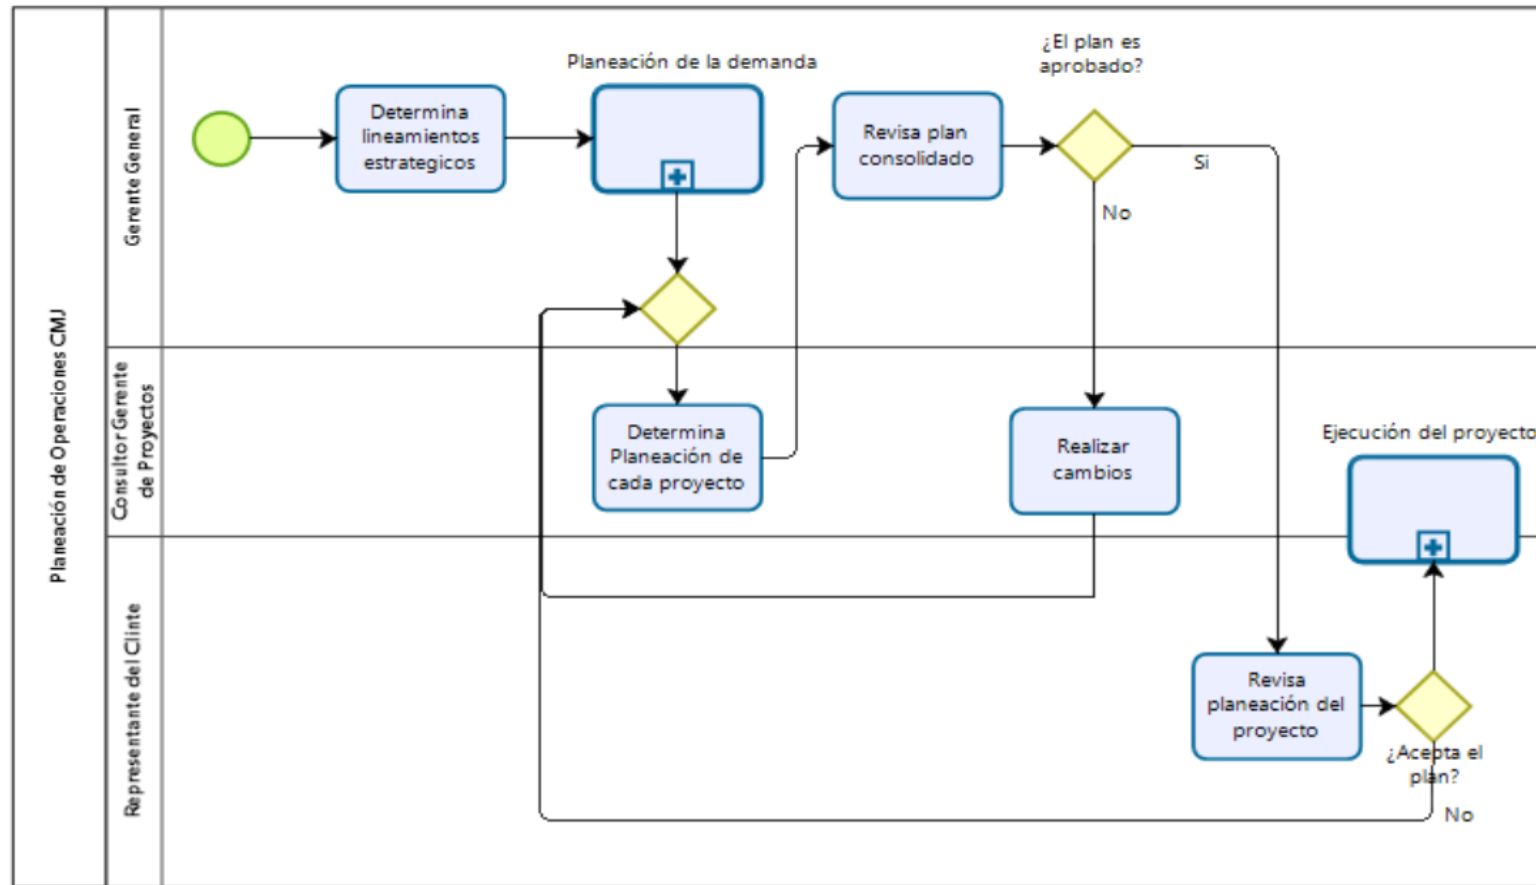 Planeación de Operaciones CMJ
Gerente General
Determina
lineamientos
estrategicos
Planeación de la demanda
Revisa plan
consolidado
¿El plan es
aprobado?
Si
No
Consultor Gerente
de Proyectos
Determina
Planeación de
cada proyecto
Realizar
cambios
Ejecución del proyecto
Representante del Clinte
Revisa
planeación del
proyecto
¿Acepta el
plan?
No